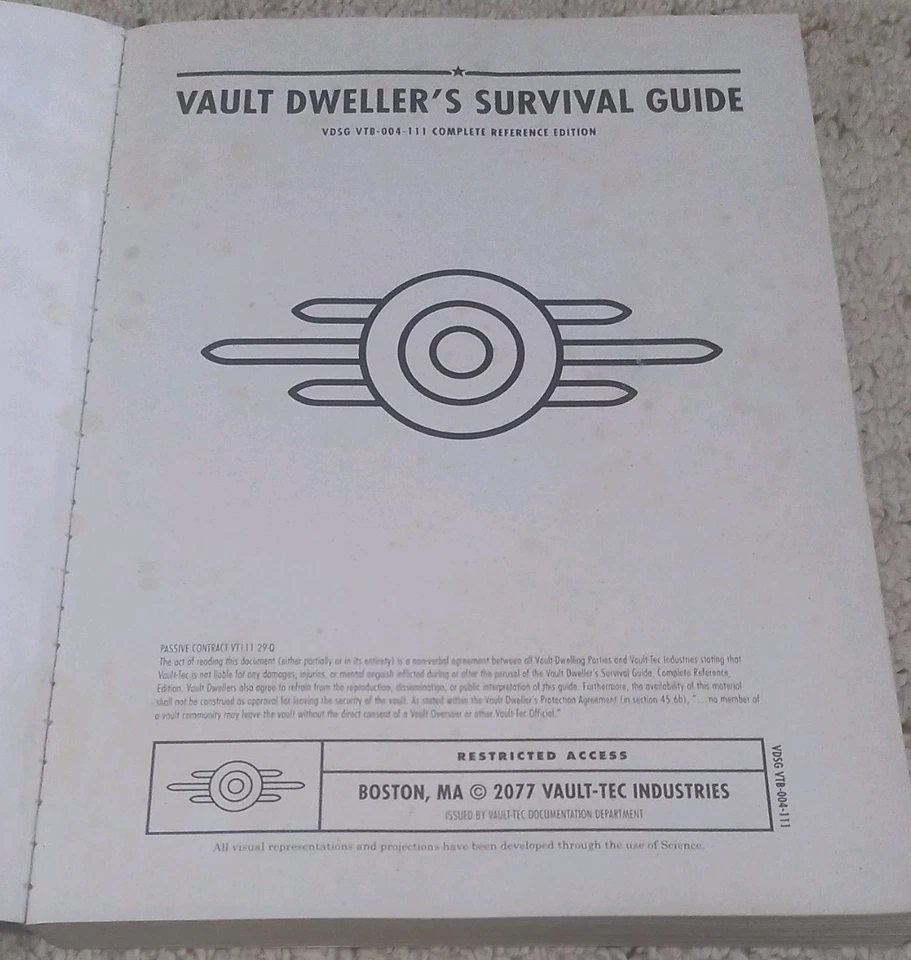 VAULT DWELLER'S SURVIVAL GUIDE
VDSG VTB-004-111 COMPLETE REFERENCE EDITION
PASSIVE CONTRACT VT111.29-D
The act of reading this document (either partially or in its entirety) is a non-verbal agreement between all Vault-Dwelling Parties and Vault-Tec Industries stating that
Vault-Tec is not liable for any damages, injuries, or mental anguish inflicted during or after the perusal of the Vault Dweller's Survival Guide, Complete Reference
Edition. Vault Dwellers also agree to refrain from the reproduction, dissemination, or public interpretation of this guide. Furthermore, the availability of this material
shall not be construed as approval for leaving the security of the vault. As stated within the Vault Dweller's Protection Agreement (in section 45.6b), "...no member of
a vault community may leave the vault without the direct consent of a Vault Overseer or other Vault-Tec Official."
RESTRICTED ACCESS
BOSTON, MA © 2077 VAULT-TEC INDUSTRIES
ISSUED BY VAULT-TEC DOCUMENTATION DEPARTMENT
VDSG VTB-004-111
All visual representations and projections have been developed through the use of Science.